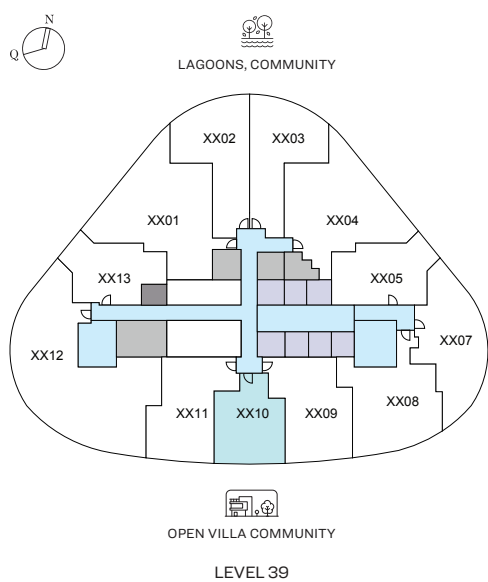 N
Q
LAGOONS, COMMUNITY
XX02 XX03
XX01 XX04
XX13 XX05
XX12 XX07
XX11 XX10 XX09 XX08
OPEN VILLA COMMUNITY
LEVEL 39